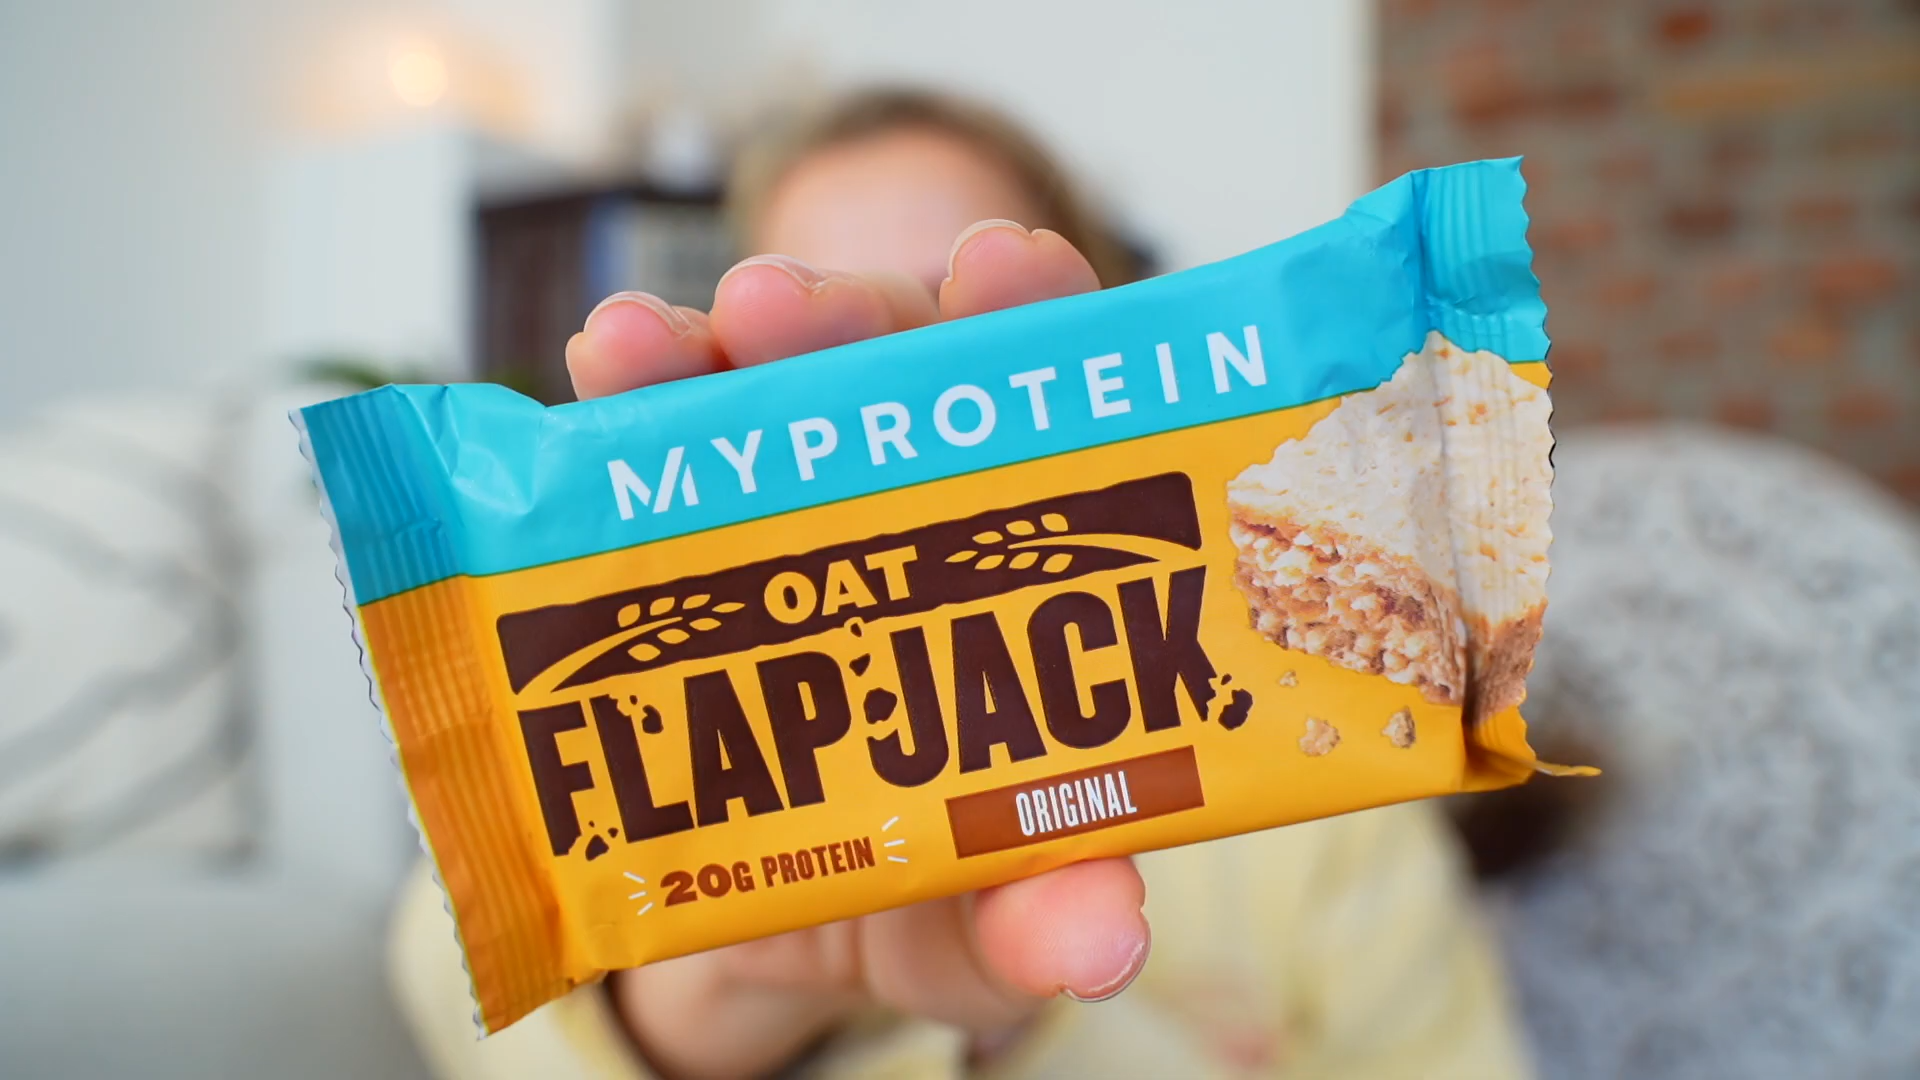 MYPROTEIN
OAT
FLAPJACK
ORIGINAL
20G PROTEIN